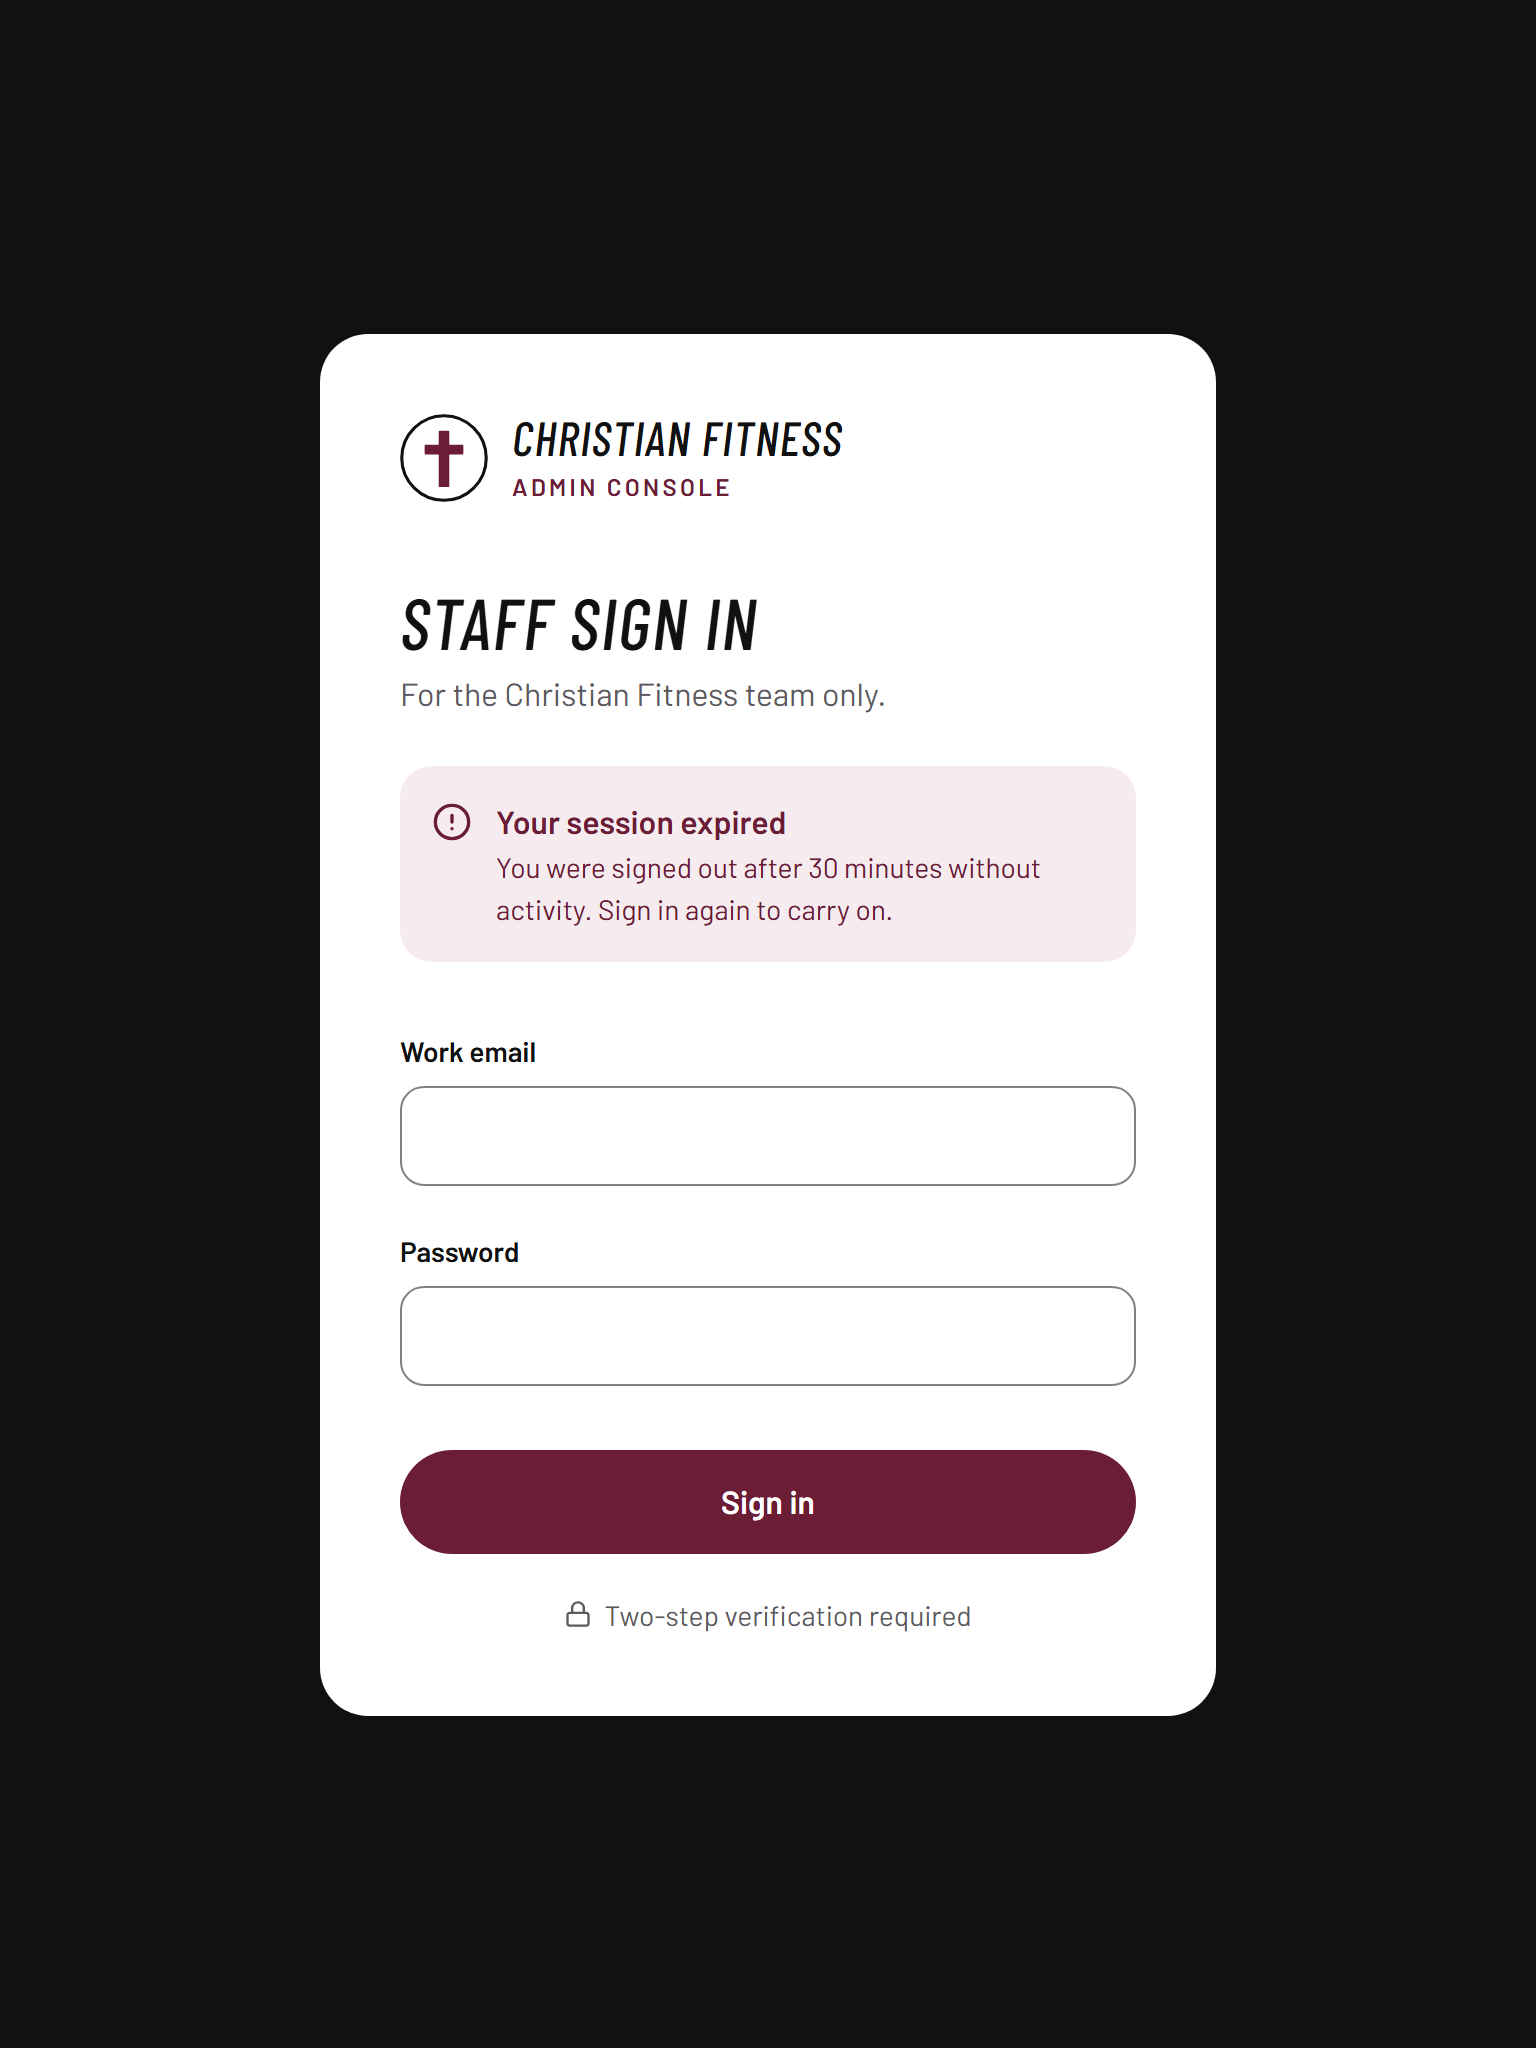 CHRISTIAN FITNESS
ADMIN CONSOLE
STAFF SIGN IN
For the Christian Fitness team only.
Your session expired
You were signed out after 30 minutes without
activity. Sign in again to carry on.
Work email
Password
Sign in
Two-step verification required